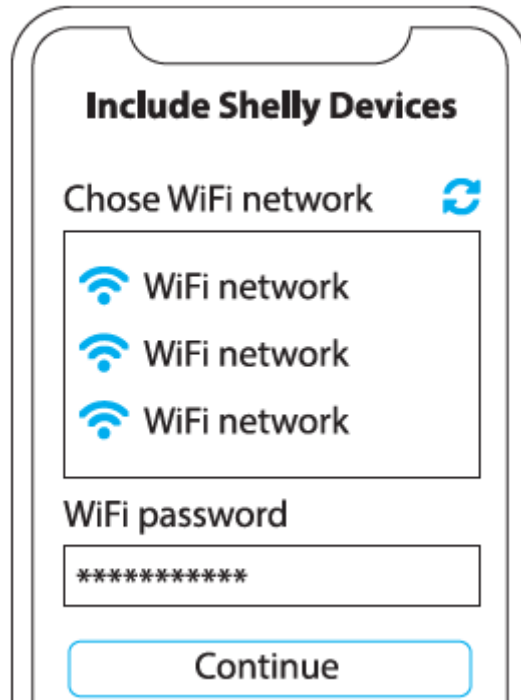 Include Shelly Devices
Chose WiFi network
WiFi network
WiFi network
WiFi network
WiFi password
***********
Continue